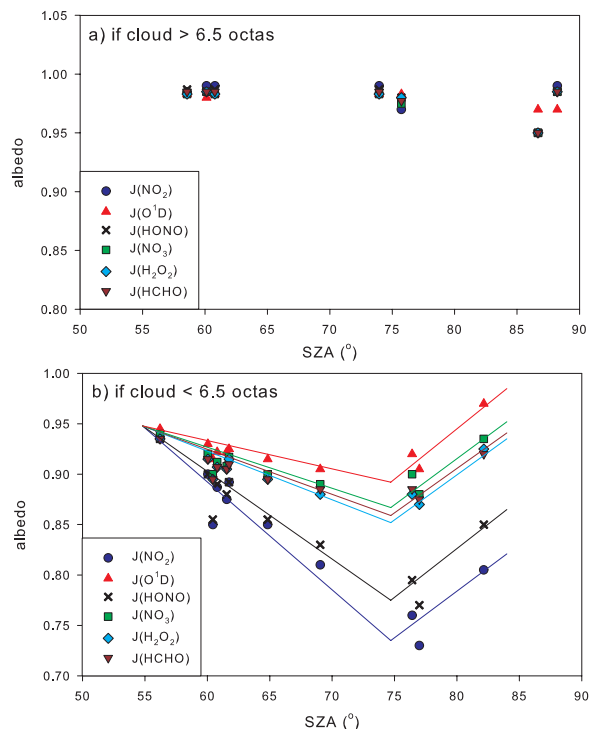 a) if cloud > 6.5 octas
1.05
1.00
0.95
0.90
0.85
0.80
albedo
J(NO₂)
J(O¹D)
J(HONO)
J(NO₃)
J(H₂O₂)
J(HCHO)
50 55 60 65 70 75 80 85 90
SZA (°)
b) if cloud < 6.5 octas
1.00
0.95
0.90
0.85
0.80
0.75
0.70
albedo
J(NO₂)
J(O¹D)
J(HONO)
J(NO₃)
J(H₂O₂)
J(HCHO)
50 55 60 65 70 75 80 85 90
SZA (°)